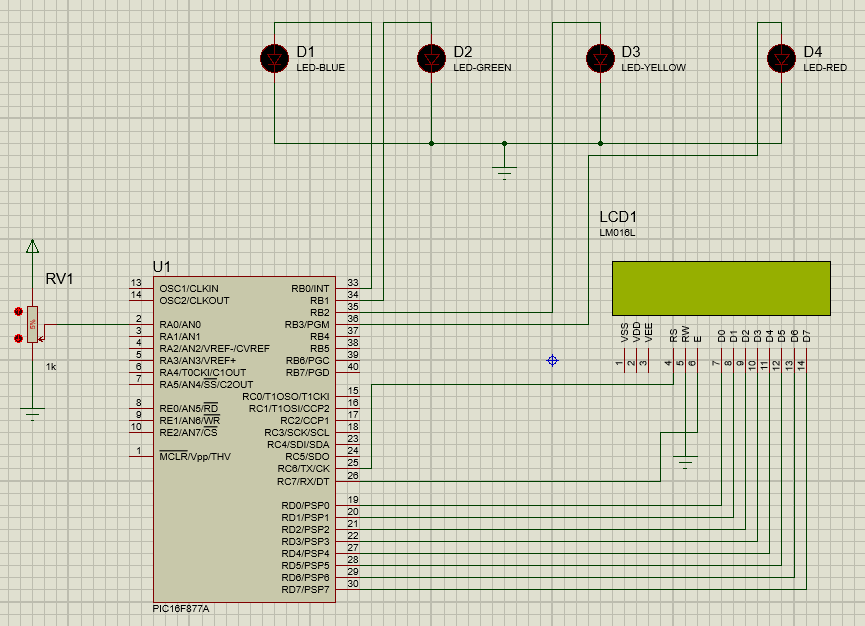 D1
LED-BLUE
D2
LED-GREEN
D3
LED-YELLOW
D4
LED-RED
LCD1
LM016L
VSS
VDD
VEE
RS
RW
E
D0
D1
D2
D3
D4
D5
D6
D7
1
2
3
4
5
6
7
8
9
10
11
12
13
14
RV1
5%
1k
U1
13 OSC1/CLKIN RB0/INT 33
14 OSC2/CLKOUT RB1 34
RB2 35
2 RA0/AN0 RB3/PGM 36
3 RA1/AN1 RB4 37
4 RA2/AN2/VREF-/CVREF RB5 38
5 RA3/AN3/VREF+ RB6/PGC 39
6 RA4/T0CKI/C1OUT RB7/PGD 40
7 RA5/AN4/SS/C2OUT
RC0/T1OSO/T1CKI 15
8 RE0/AN5/RD RC1/T1OSI/CCP2 16
9 RE1/AN6/WR RC2/CCP1 17
10 RE2/AN7/CS RC3/SCK/SCL 18
RC4/SDI/SDA 23
1 MCLR/Vpp/THV RC5/SDO 24
RC6/TX/CK 25
RC7/RX/DT 26
RD0/PSP0 19
RD1/PSP1 20
RD2/PSP2 21
RD3/PSP3 22
RD4/PSP4 27
RD5/PSP5 28
RD6/PSP6 29
RD7/PSP7 30
PIC16F877A